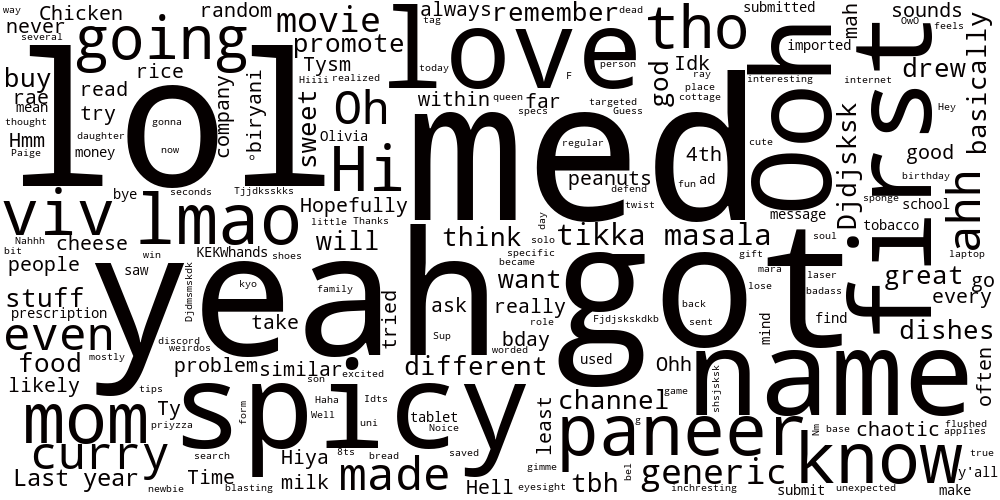 way
Chicken
random
movie
always
remember
dead
tho
submitted
mah
sounds
never
several
going
promote
tag
love
OwO
feels
lol
Tysm
Hiii
realized
today
F
person
god
Idk
imported
first
drew
buy
rae
mean
thought
rice
read
try
company
biryani
o
sweet
Oh
within
queen
far
specs
targeted
Guess
ray
place
cottage
interesting
Ooh
internet
Hey
basically
Hmm
Paige
daughter
money
gonna
now
Olivia
Hi
med
regular
peanuts
defend
twist
4th
fun
ad
cute
Djdjsksk
good
birthday
viv
bye
seconds
Tjjdksskks
Hopefully
little
Thanks
message
sponge
school
tobacco
ahh
Nahhh
bit
cheese
lmao
win
KEKWhands
shoes
will
think
day
solo
specific
became
tikka masala
gift
soul
laptop
people
saw
yeah
Djdmsmskdk
kyo
family
ask
Sup
want
really
role
bday
worded
got
Fjdjskskdkb
back
sent
mara
lose
laser
badass
mind
find
great
go
every
stuff
prescription
even
take
tried
discord
weirdos
dishes
food
mostly
likely
tips
problem
similar
son
excited
different
used
Ohh
game
shsjsksk
name
often
mom
Ty
priyzza
spicy
form
Haha
Well
Idts
uni
tablet
Noice
least
channel
g
paneer
Nm
base
chaotic
flushed
applies
curry
search
Hiya
8ts
bread
saved
gimme
bel
generic
know
true
y'all
Last year
newbie
Time
blasting
milk
made
Hell
eyesight
tbh
inchresting
submit
unexpected
make